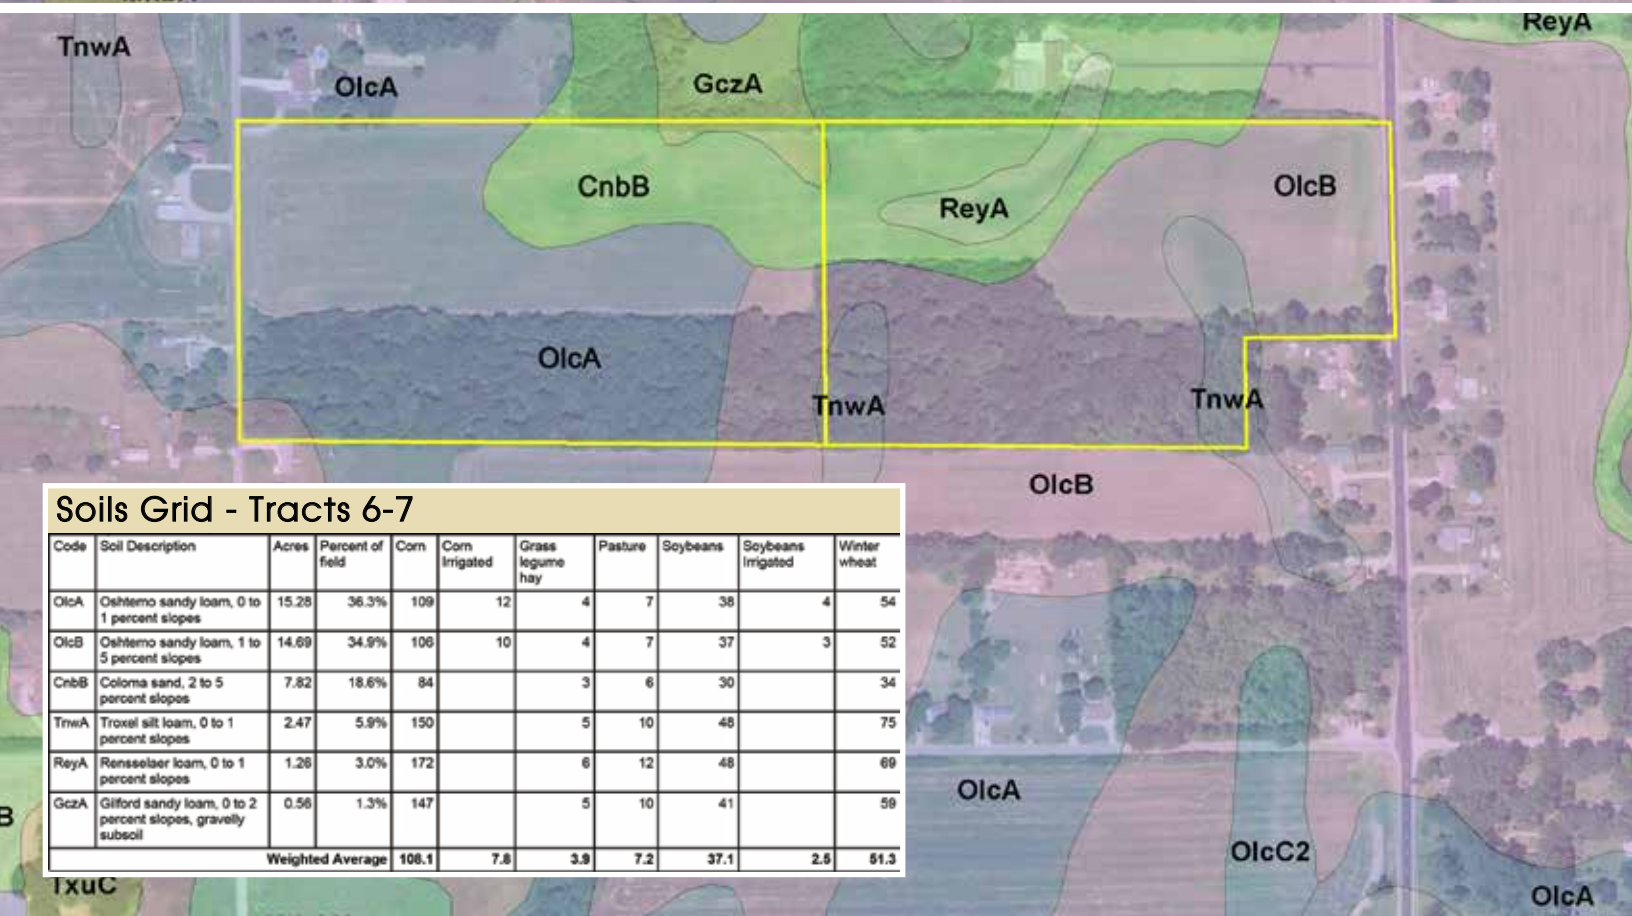 TnwA
OlcA
GczA
ReyA
CnbB
ReyA
OlcB
OlcA
TnwA
TnwA
OlcB
Soils Grid - Tracts 6-7
Code Soil Description Acres Percent of field Corn Corn Irrigated Grass legume hay Pasture Soybeans Soybeans Irrigated Winter wheat
OlcA Oshtemo sandy loam, 0 to 1 percent slopes 15.28 36.3% 109 12 4 7 38 4 54
OlcB Oshtemo sandy loam, 1 to 5 percent slopes 14.69 34.9% 106 10 4 7 37 3 52
CnbB Coloma sand, 2 to 5 percent slopes 7.82 18.6% 84 3 6 30 34
TnwA Troxel silt loam, 0 to 1 percent slopes 2.47 5.9% 150 5 10 48 75
ReyA Rensselaer loam, 0 to 1 percent slopes 1.26 3.0% 172 6 12 48 69
GczA Gilford sandy loam, 0 to 2 percent slopes, gravelly subsoil 0.56 1.3% 147 5 10 41 59
Weighted Average 108.1 7.8 3.9 7.2 37.1 2.5 51.3
OlcA
B
OlcC2
TxuC
OlcA